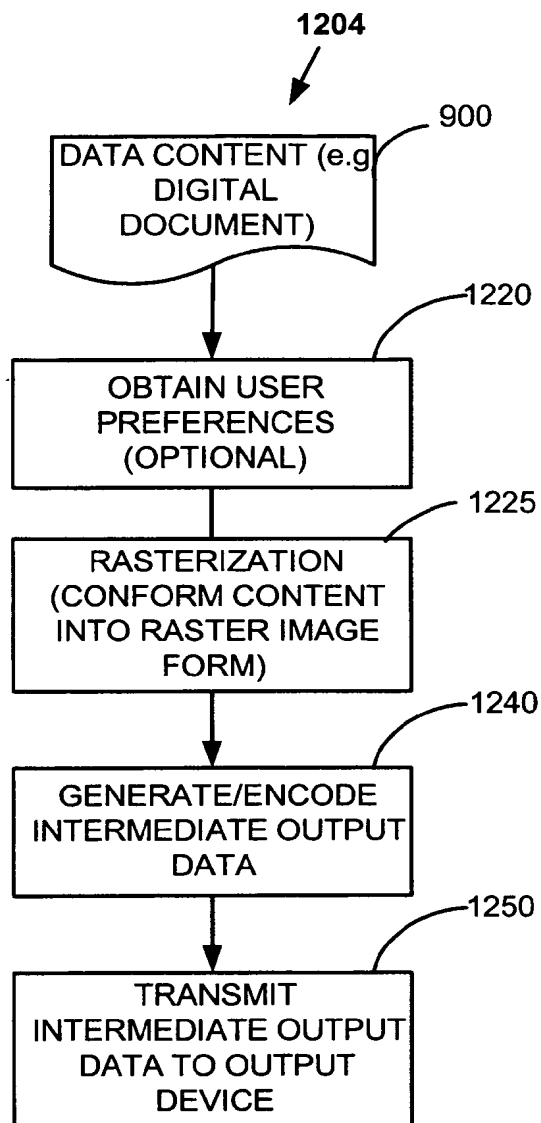 1204
900
DATA CONTENT (e.g
DIGITAL
DOCUMENT)
1220
OBTAIN USER
PREFERENCES
(OPTIONAL)
1225
RASTERIZATION
(CONFORM CONTENT
INTO RASTER IMAGE
FORM)
1240
GENERATE/ENCODE
INTERMEDIATE OUTPUT
DATA
1250
TRANSMIT
INTERMEDIATE OUTPUT
DATA TO OUTPUT
DEVICE